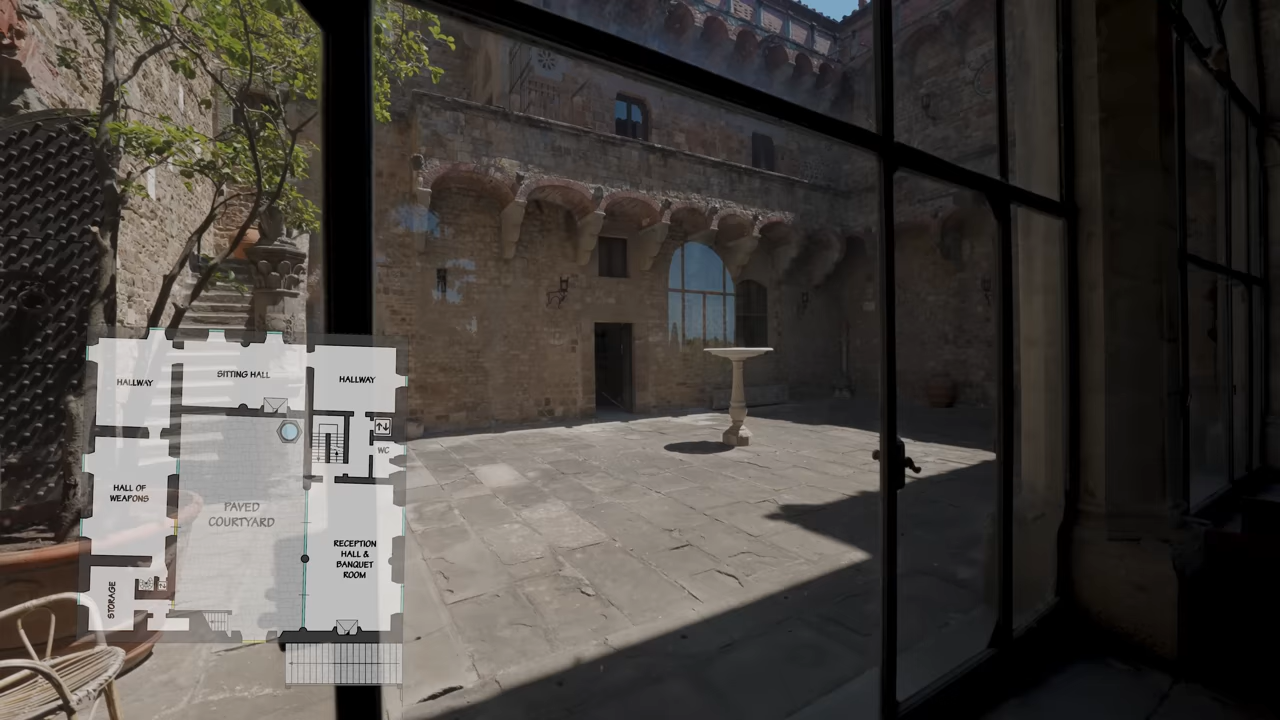 HALLWAY
SITTING HALL
HALLWAY
WC
HALL OF
WEAPONS
PAVED
COURTYARD
RECEPTION
HALL &
BANQUET
ROOM
STORAGE